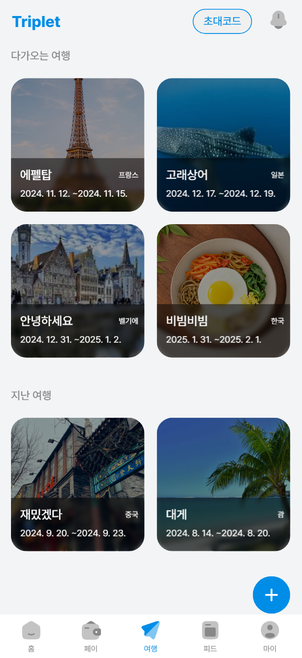 Triplet
초대코드
다가오는 여행
에펠탑 프랑스
2024. 11. 12. ~2024. 11. 15.
고래상어 일본
2024. 12. 17. ~2024. 12. 19.
안녕하세요 벨기에
2024. 12. 31. ~2025. 1. 2.
비빔비빔 한국
2025. 1. 31. ~2025. 2. 1.
지난 여행
재밌겠다 중국
2024. 9. 20. ~2024. 9. 23.
대게 괌
2024. 8. 14. ~2024. 8. 20.
홈 페이 여행 피드 마이